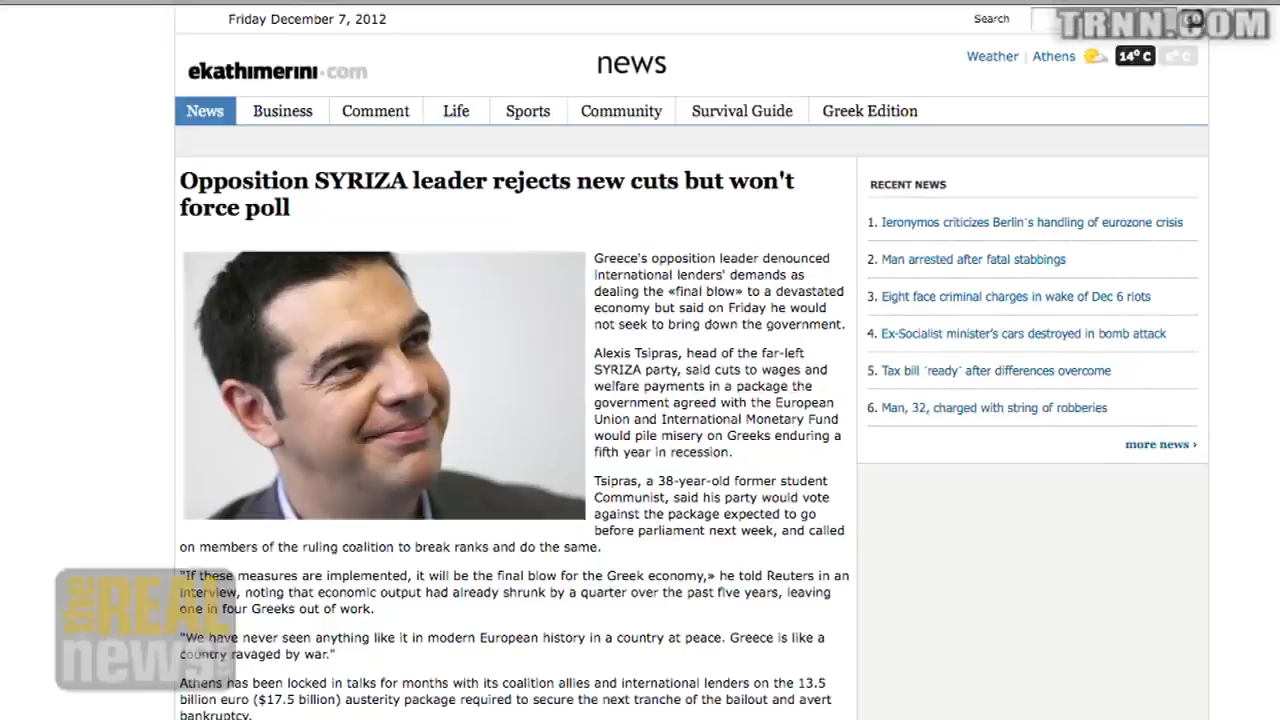 Friday December 7, 2012
Search
TRNN.COM
ekathimerini.com
news
Weather | Athens 14°C 6°C
News Business Comment Life Sports Community Survival Guide Greek Edition
Opposition SYRIZA leader rejects new cuts but won't
force poll
Greece's opposition leader denounced
international lenders' demands as
dealing the «final blow» to a devastated
economy but said on Friday he would
not seek to bring down the government.
Alexis Tsipras, head of the far-left
SYRIZA party, said cuts to wages and
welfare payments in a package the
government agreed with the European
Union and International Monetary Fund
would pile misery on Greeks enduring a
fifth year in recession.
Tsipras, a 38-year-old former student
Communist, said his party would vote
against the package expected to go
before parliament next week, and called
on members of the ruling coalition to break ranks and do the same.
"If these measures are implemented, it will be the final blow for the Greek economy,» he told Reuters in an
interview, noting that economic output had already shrunk by a quarter over the past five years, leaving
one in four Greeks out of work.
"We have never seen anything like it in modern European history in a country at peace. Greece is like a
country ravaged by war."
Athens has been locked in talks for months with its coalition allies and international lenders on the 13.5
billion euro ($17.5 billion) austerity package required to secure the next tranche of the bailout and avert
bankruptcy.
RECENT NEWS
1. Ieronymos criticizes Berlin´s handling of eurozone crisis
2. Man arrested after fatal stabbings
3. Eight face criminal charges in wake of Dec 6 riots
4. Ex-Socialist minister's cars destroyed in bomb attack
5. Tax bill ´ready´ after differences overcome
6. Man, 32, charged with string of robberies
more news ›
the
REAL
news